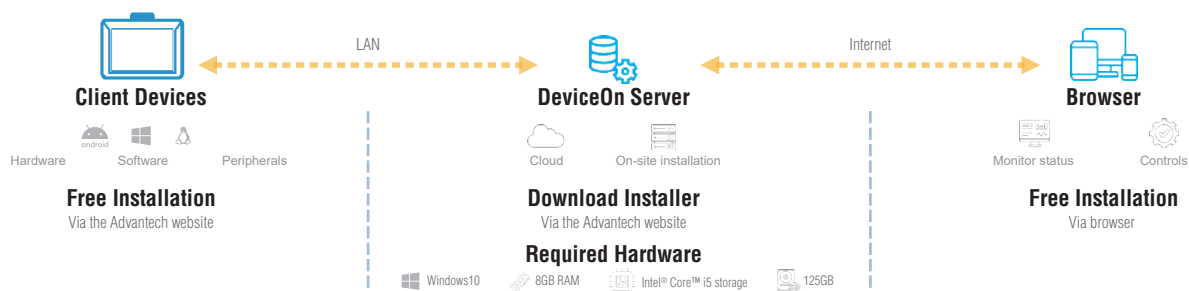 LAN
Internet
Client Devices
DeviceOn Server
Browser
android
Hardware
Software
Peripherals
Cloud
On-site installation
Monitor status
Controls
Free Installation
Via the Advantech website
Download Installer
Via the Advantech website
Free Installation
Via browser
Required Hardware
Windows10
8GB RAM
Intel® Core™ i5 storage
125GB